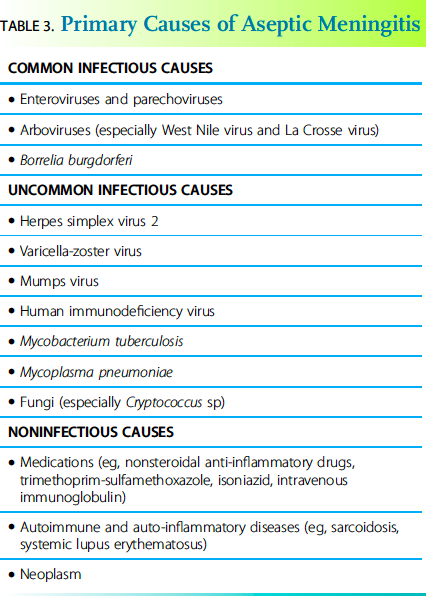 TABLE 3. Primary Causes of Aseptic Meningitis
COMMON INFECTIOUS CAUSES
• Enteroviruses and parechoviruses
• Arboviruses (especially West Nile virus and La Crosse virus)
• Borrelia burgdorferi
UNCOMMON INFECTIOUS CAUSES
• Herpes simplex virus 2
• Varicella-zoster virus
• Mumps virus
• Human immunodeficiency virus
• Mycobacterium tuberculosis
• Mycoplasma pneumoniae
• Fungi (especially Cryptococcus sp)
NONINFECTIOUS CAUSES
• Medications (eg, nonsteroidal anti-inflammatory drugs,
trimethoprim-sulfamethoxazole, isoniazid, intravenous
immunoglobulin)
• Autoimmune and auto-inflammatory diseases (eg, sarcoidosis,
systemic lupus erythematosus)
• Neoplasm